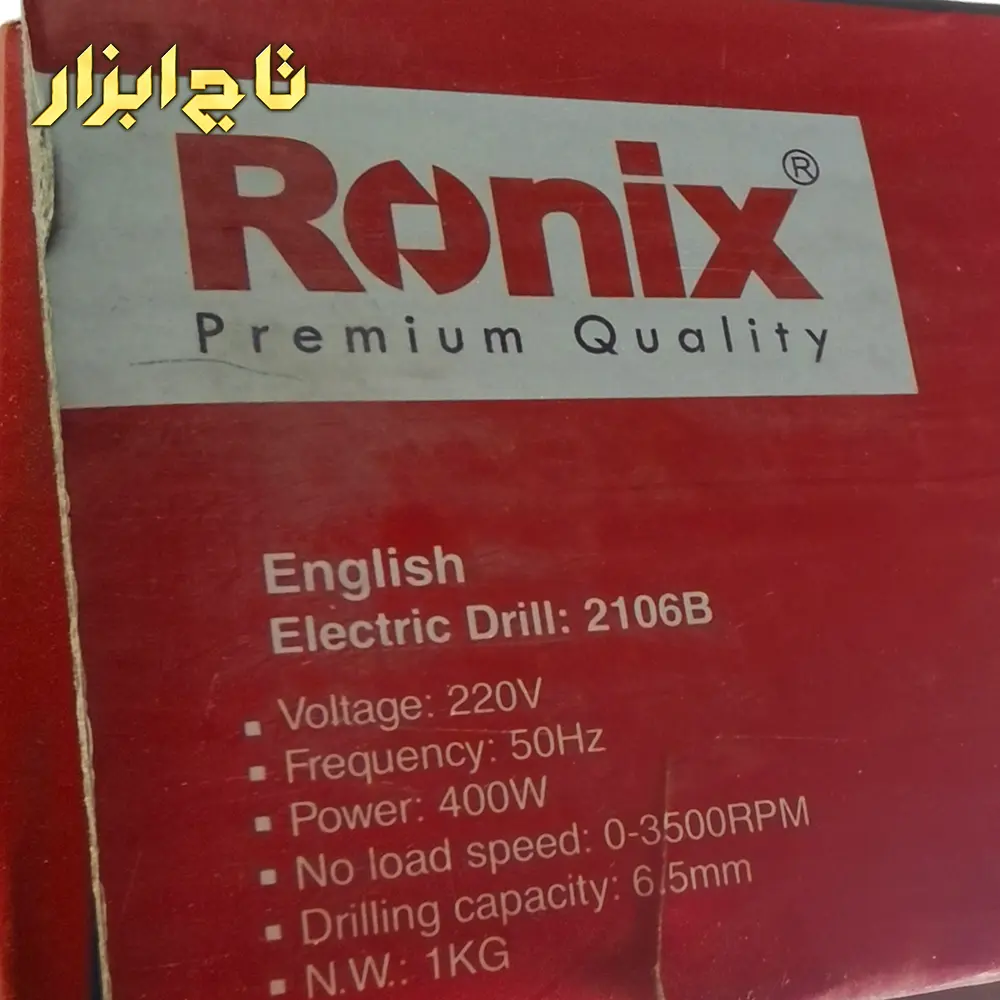 تاج ابزار
Ronix®
Premium Quality
English
Electric Drill: 2106B
▪ Voltage: 220V
▪ Frequency: 50Hz
▪ Power: 400W
▪ No load speed: 0-3500RPM
▪ Drilling capacity: 6.5mm
▪ N.W.: 1KG